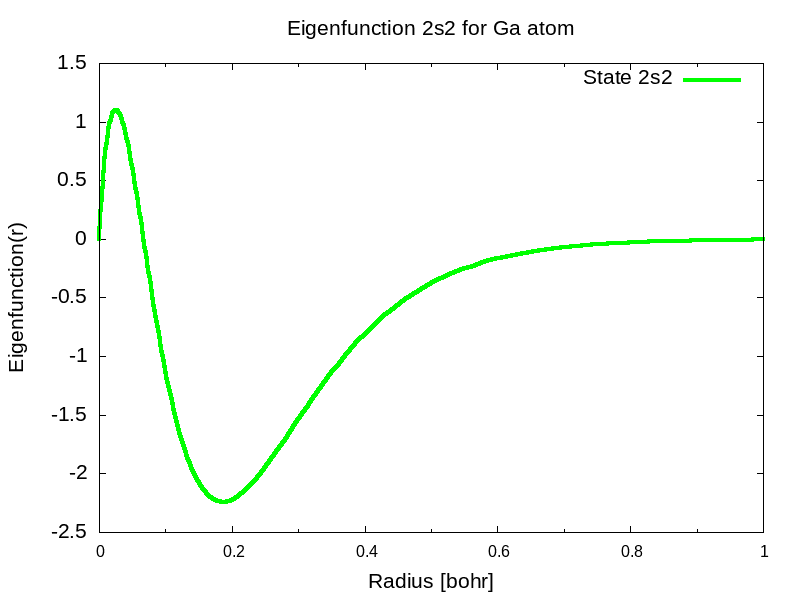 Eigenfunction 2s2 for Ga atom
State 2s2
1.5
1
0.5
0
-0.5
-1
-1.5
-2
-2.5
Eigenfunction(r)
0 0.2 0.4 0.6 0.8 1
Radius [bohr]